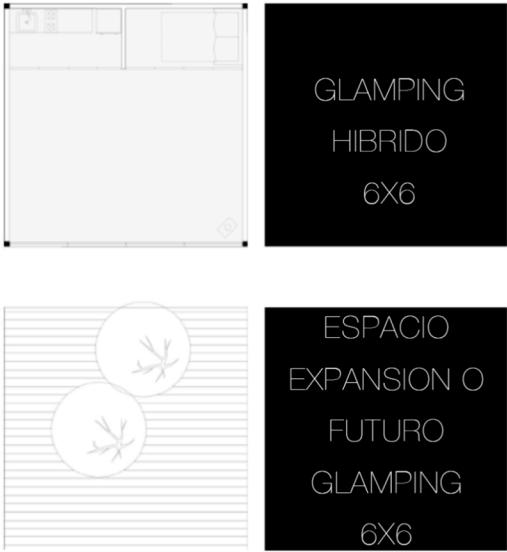 GLAMPING
HIBRIDO
6X6
ESPACIO
EXPANSION O
FUTURO
GLAMPING
6X6